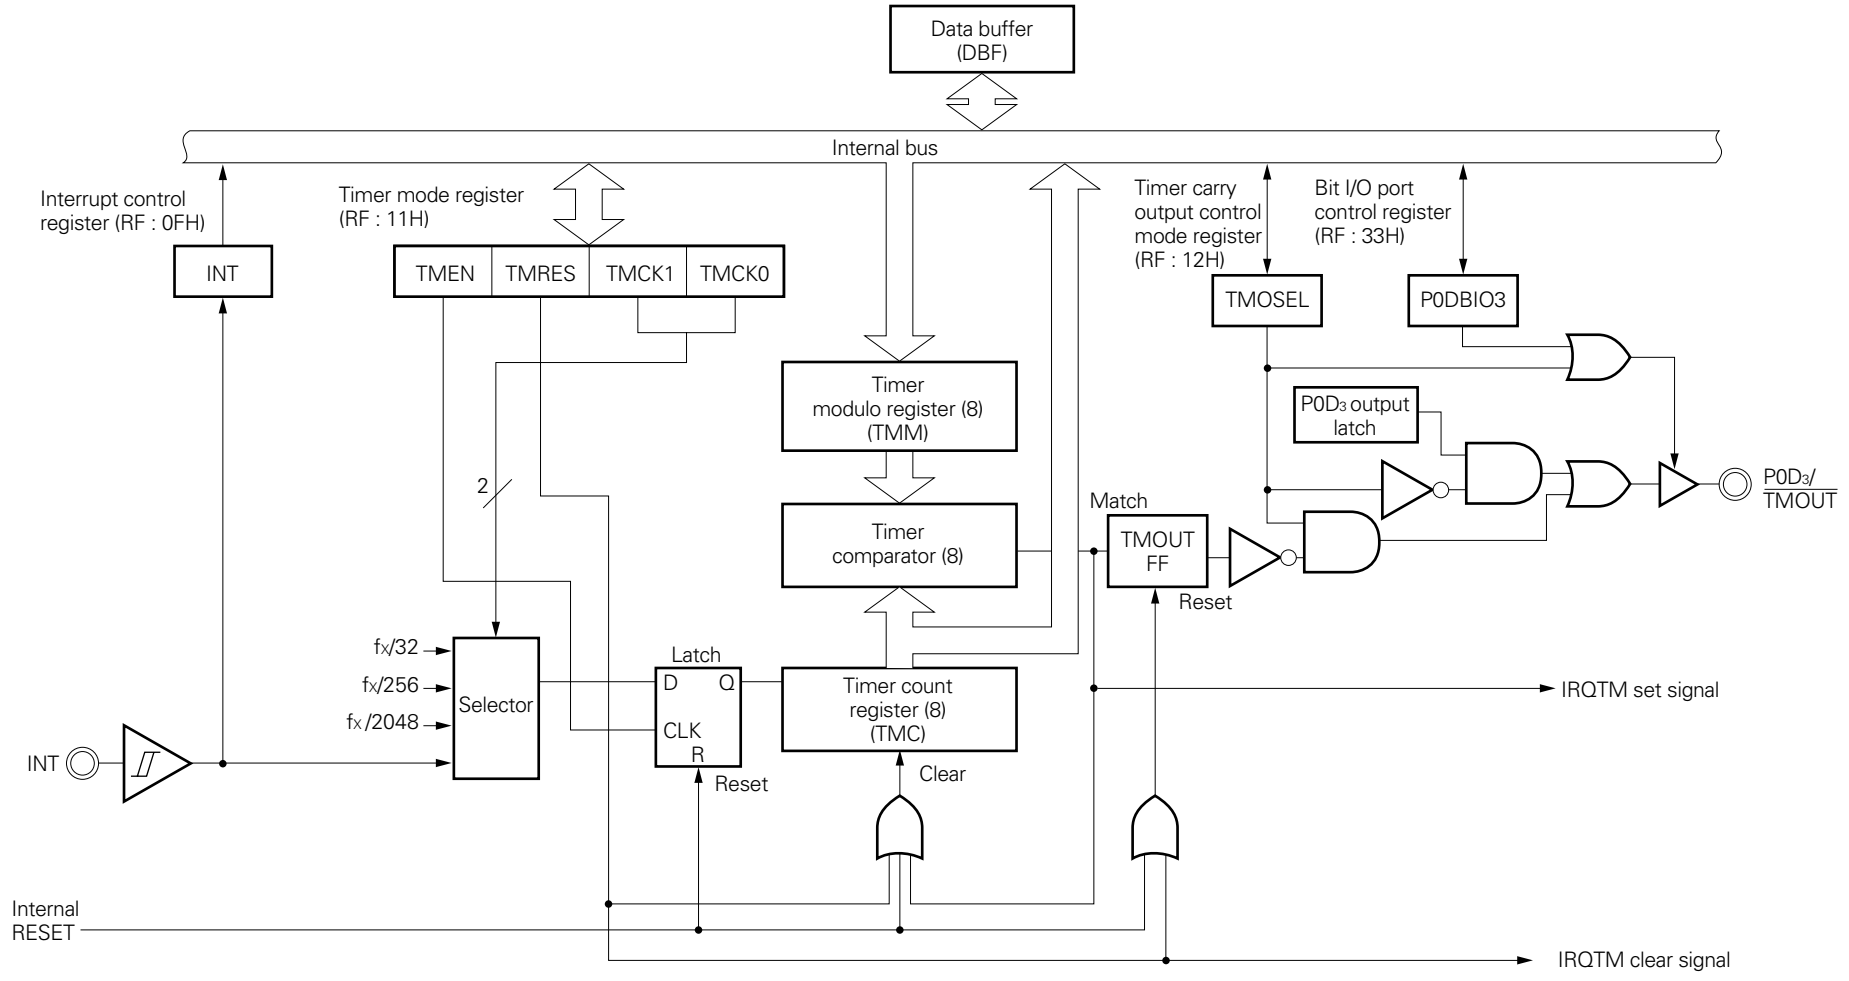 Data buffer
(DBF)
Internal bus
Interrupt control
register (RF : 0FH)
Timer mode register
(RF : 11H)
Timer carry
output control
mode register
(RF : 12H)
Bit I/O port
control register
(RF : 33H)
INT
TMEN TMRES TMCK1 TMCK0
TMOSEL
P0DBIO3
Timer
modulo register (8)
(TMM)
P0D3 output
latch
2
Timer
comparator (8)
Match
TMOUT
FF
Reset
P0D3/
TMOUT
fX/32
fX/256
fX/2048
Selector
Latch
D Q
CLK
R
Reset
Timer count
register (8)
(TMC)
Clear
IRQTM set signal
INT
Internal
RESET
IRQTM clear signal